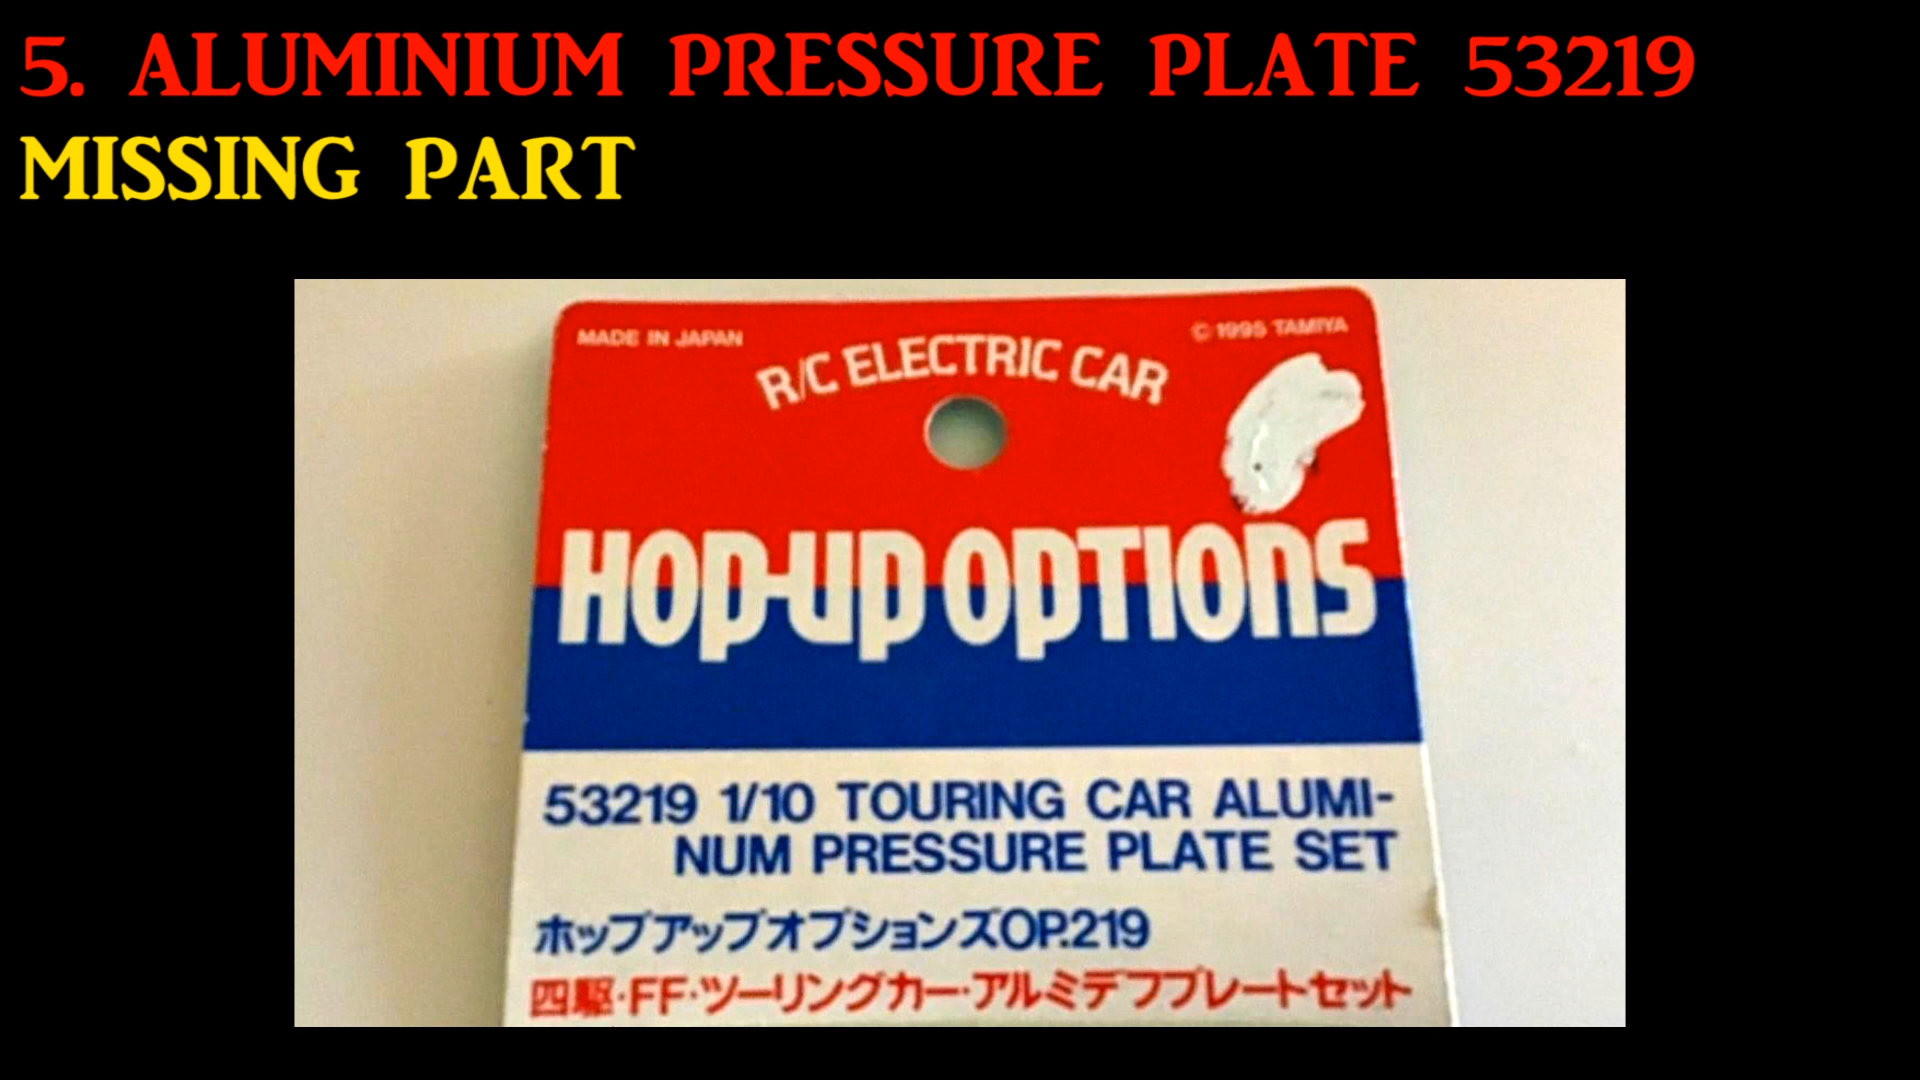 5. ALUMINIUM PRESSURE PLATE 53219
MISSING PART
MADE IN JAPAN
© 1995 TAMIYA
R/C ELECTRIC CAR
HOP-UP OPTIONS
53219 1/10 TOURING CAR ALUMI-
NUM PRESSURE PLATE SET
ホップアップオプションズOP.219
四駆・FF・ツーリングカー・アルミデフプレートセット